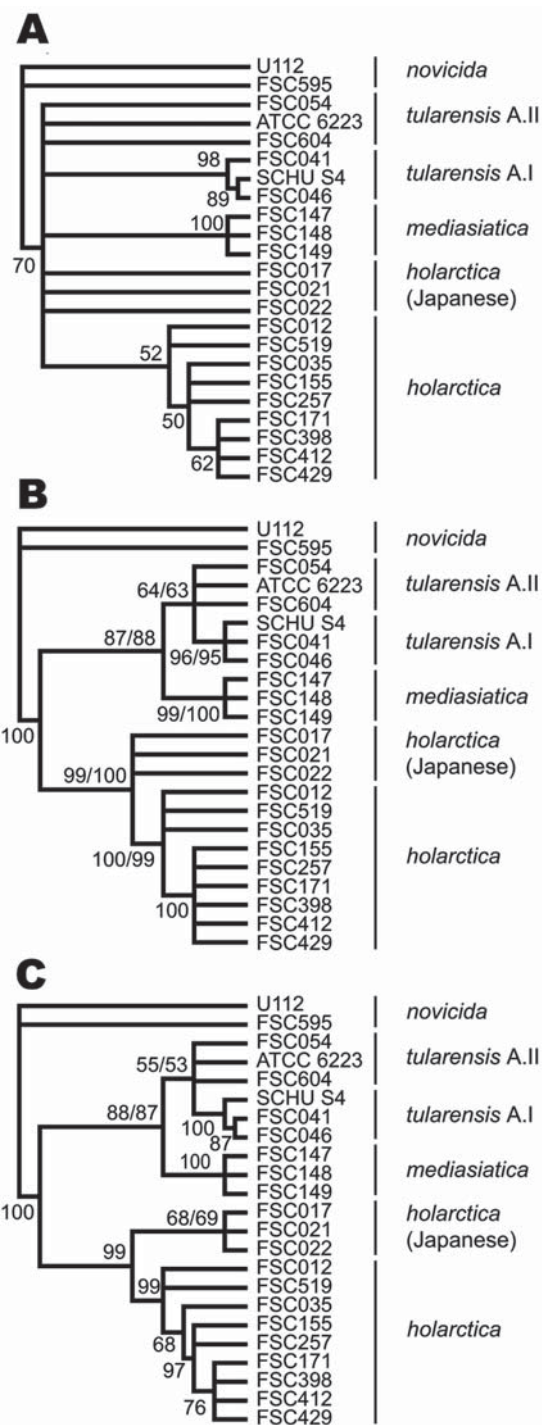 A
U112
novicida
FSC595
FSC054
ATCC 6223
tularensis A.II
FSC604
98
FSC041
SCHU S4
tularensis A.I
89
FSC046
FSC147
100
FSC148
mediasiatica
FSC149
70
FSC017
holarctica
FSC021
(Japanese)
FSC022
FSC012
52
FSC519
FSC035
FSC155
holarctica
FSC257
50
FSC171
FSC398
62
FSC412
FSC429
B
U112
novicida
FSC595
FSC054
64/63
ATCC 6223
tularensis A.II
FSC604
87/88
SCHU S4
FSC041
tularensis A.I
96/95
FSC046
FSC147
FSC148
mediasiatica
99/100
FSC149
100
FSC017
holarctica
FSC021
(Japanese)
99/100
FSC022
FSC012
FSC519
FSC035
100/99
FSC155
holarctica
FSC257
FSC171
100
FSC398
FSC412
FSC429
C
U112
novicida
FSC595
FSC054
55/53
ATCC 6223
tularensis A.II
FSC604
88/87
SCHU S4
100
FSC041
tularensis A.I
87
FSC046
100
FSC147
FSC148
mediasiatica
FSC149
100
68/69
FSC017
holarctica
FSC021
(Japanese)
99
FSC022
FSC012
99
FSC519
FSC035
68
FSC155
holarctica
97
FSC257
FSC171
76
FSC398
FSC412
FSC429